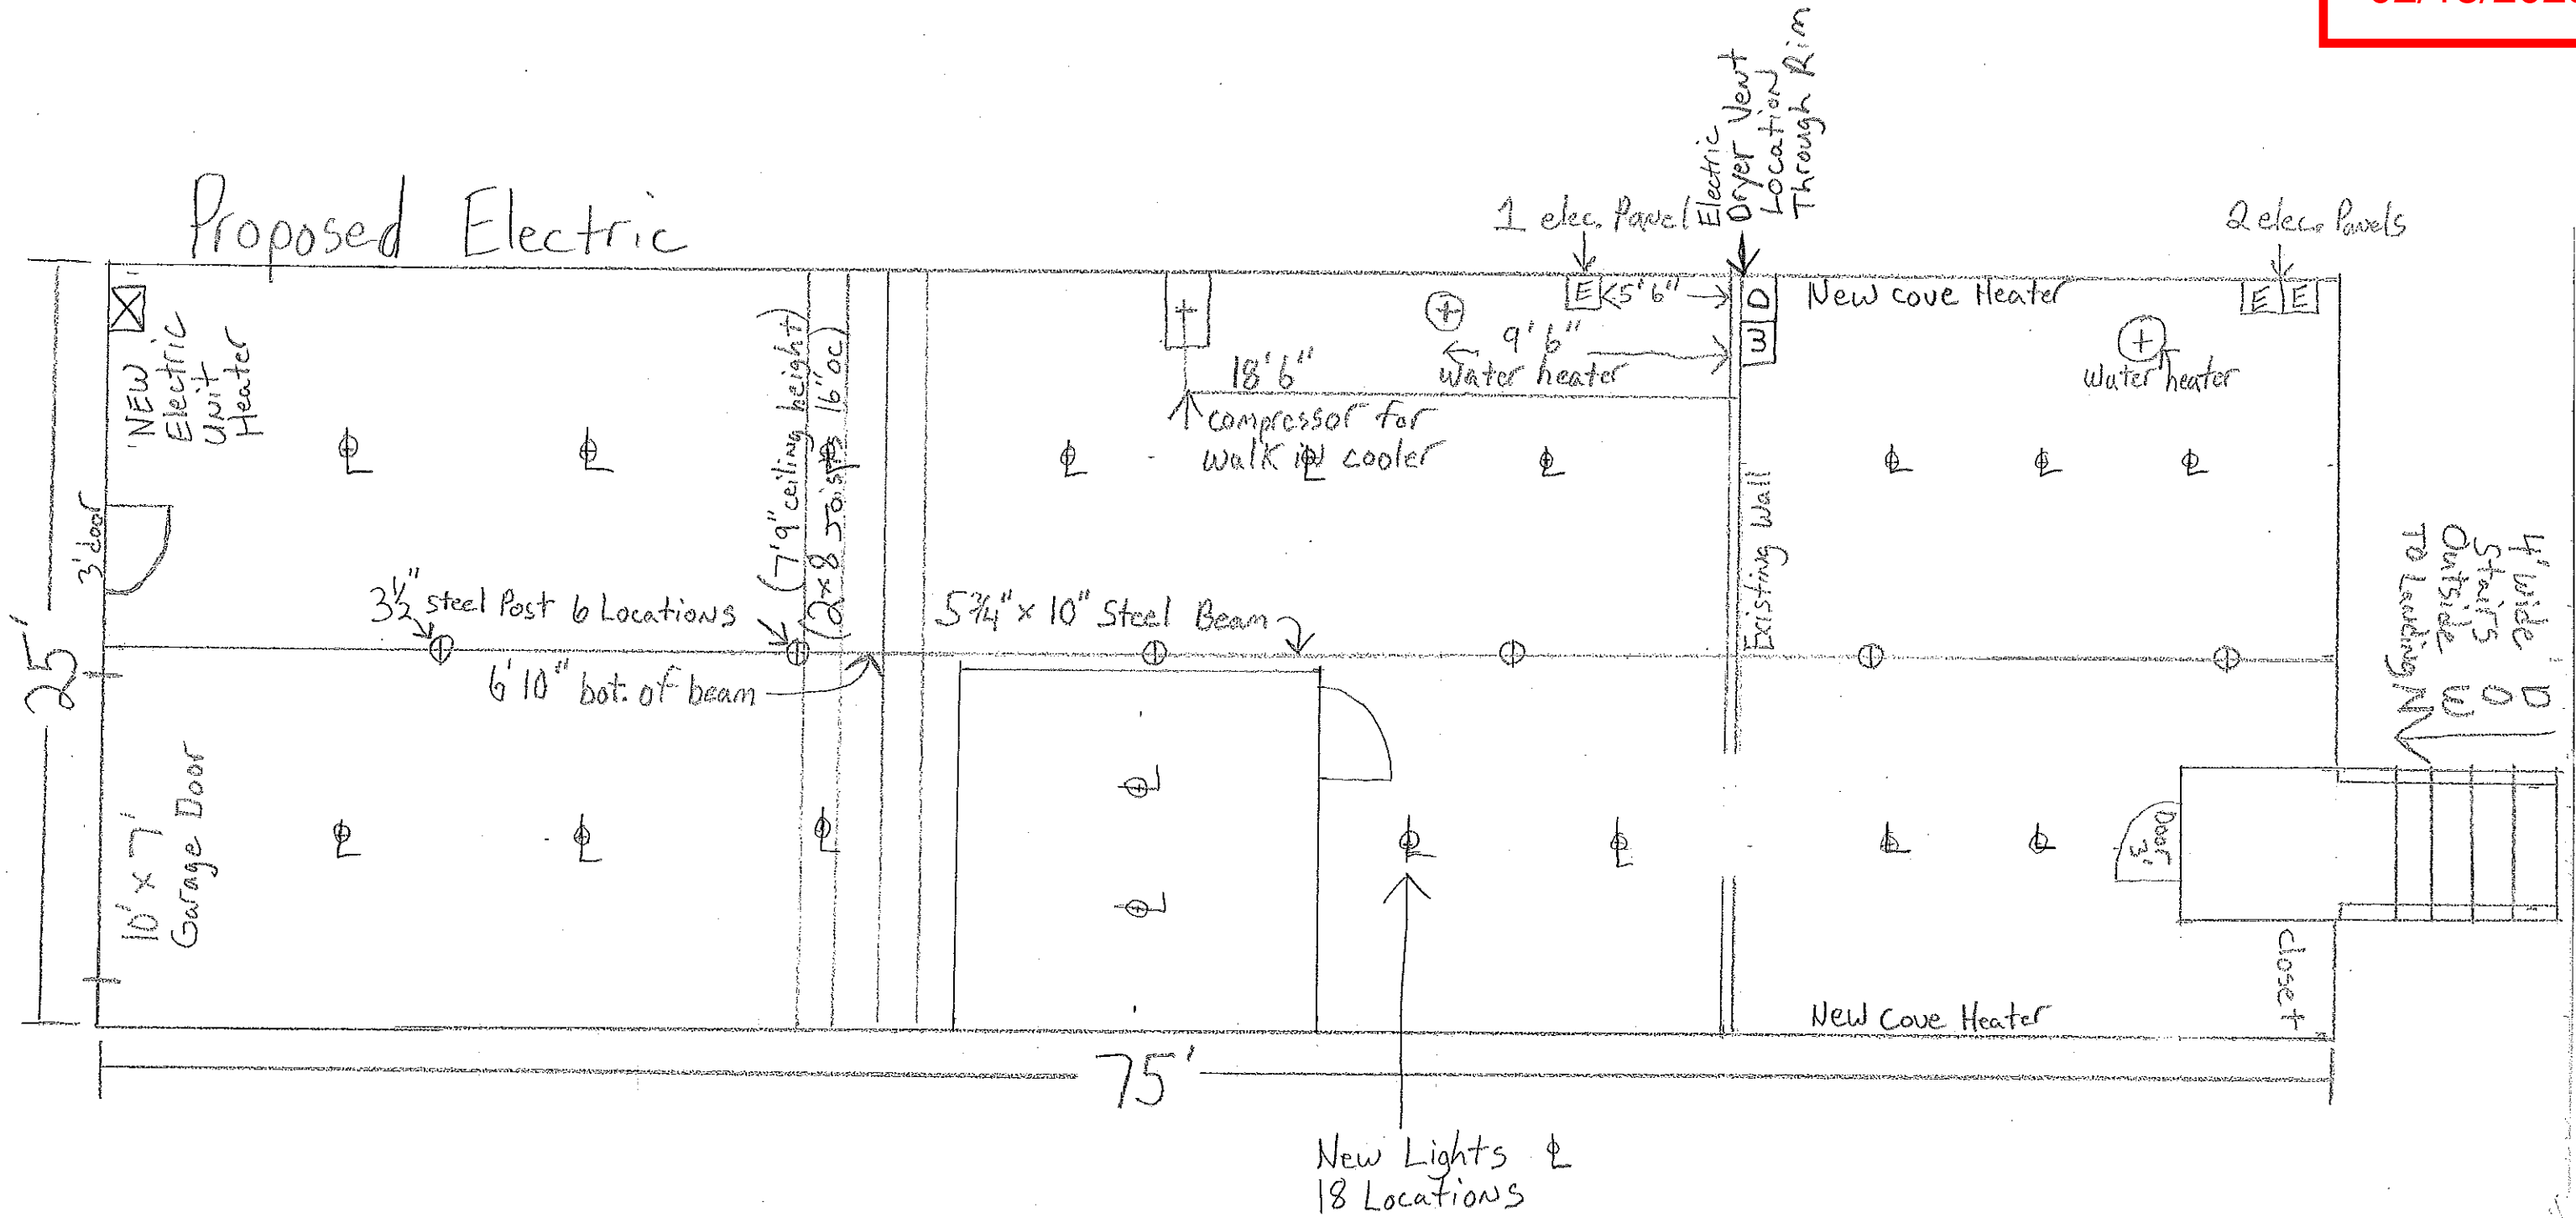 Proposed Electric
1 elec. Panel
Electric
Dryer Vent
Location
Through Rim
2 elec. Panels
NEW
Electric
Unit
Heater
(7'9" ceiling height)
(2x8 Joists 16"oc)
E
5'6"
D
W
New Cove Heater
E E
9'6"
Water heater
Water heater
18'6"
compressor for
walk in cooler
3' door
3½" steel Post 6 Locations
5¾" x 10" Steel Beam
Existing Wall
4' Wide
Stairs
Outside
To Landing
DOWN
6'10" bot. of beam
25'
10' x 7'
Garage Door
Door
3'
closet
New Cove Heater
75'
New Lights
18 Locations